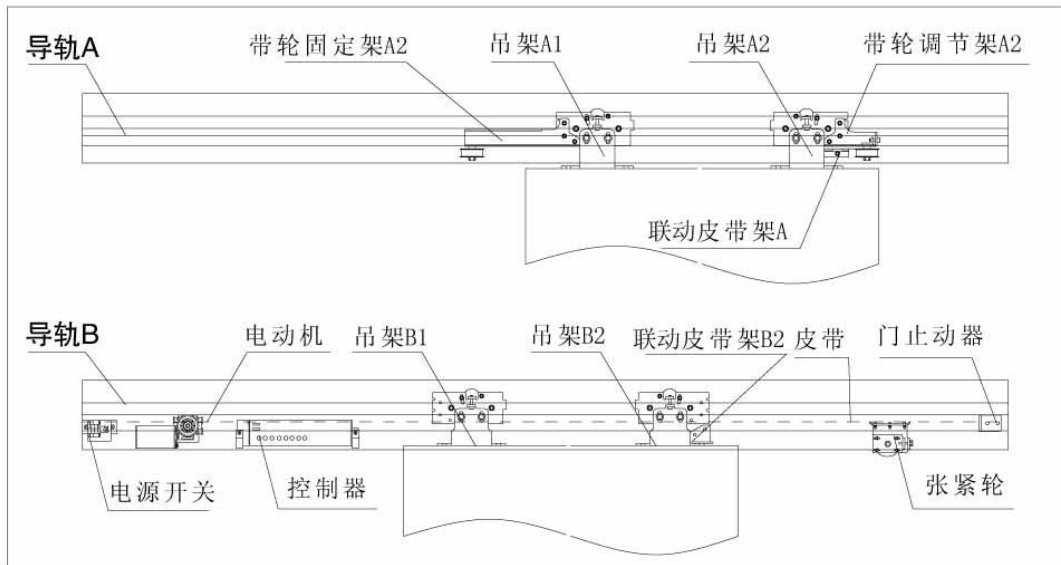 导轨A
带轮固定架A2
吊架A1
吊架A2
带轮调节架A2
联动皮带架A
导轨B
电动机
吊架B1
吊架B2
联动皮带架B2
皮带
门止动器
电源开关
控制器
张紧轮